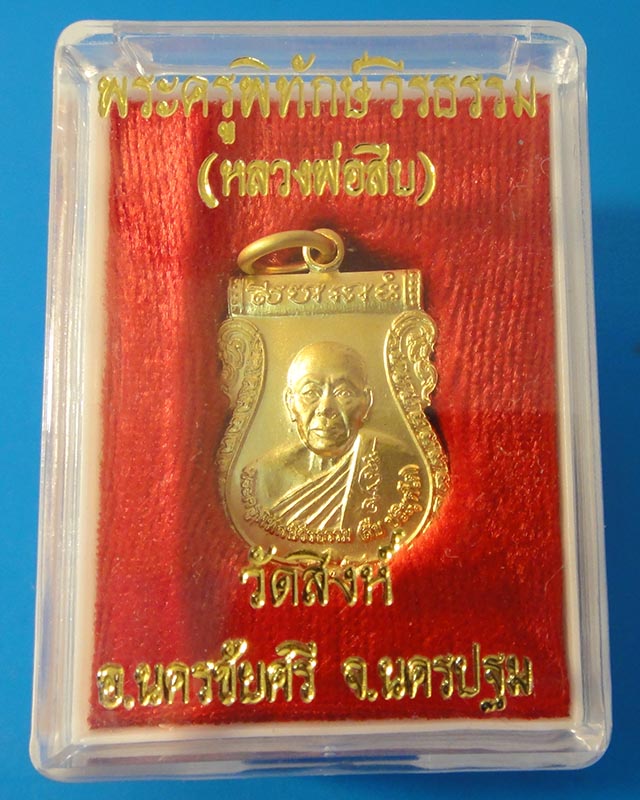 พระครูพิทักษ์วีรธรรม
(หลวงพ่อสืบ)
วัดสิงห์
อ.นครชัยศรี จ.นครปฐม